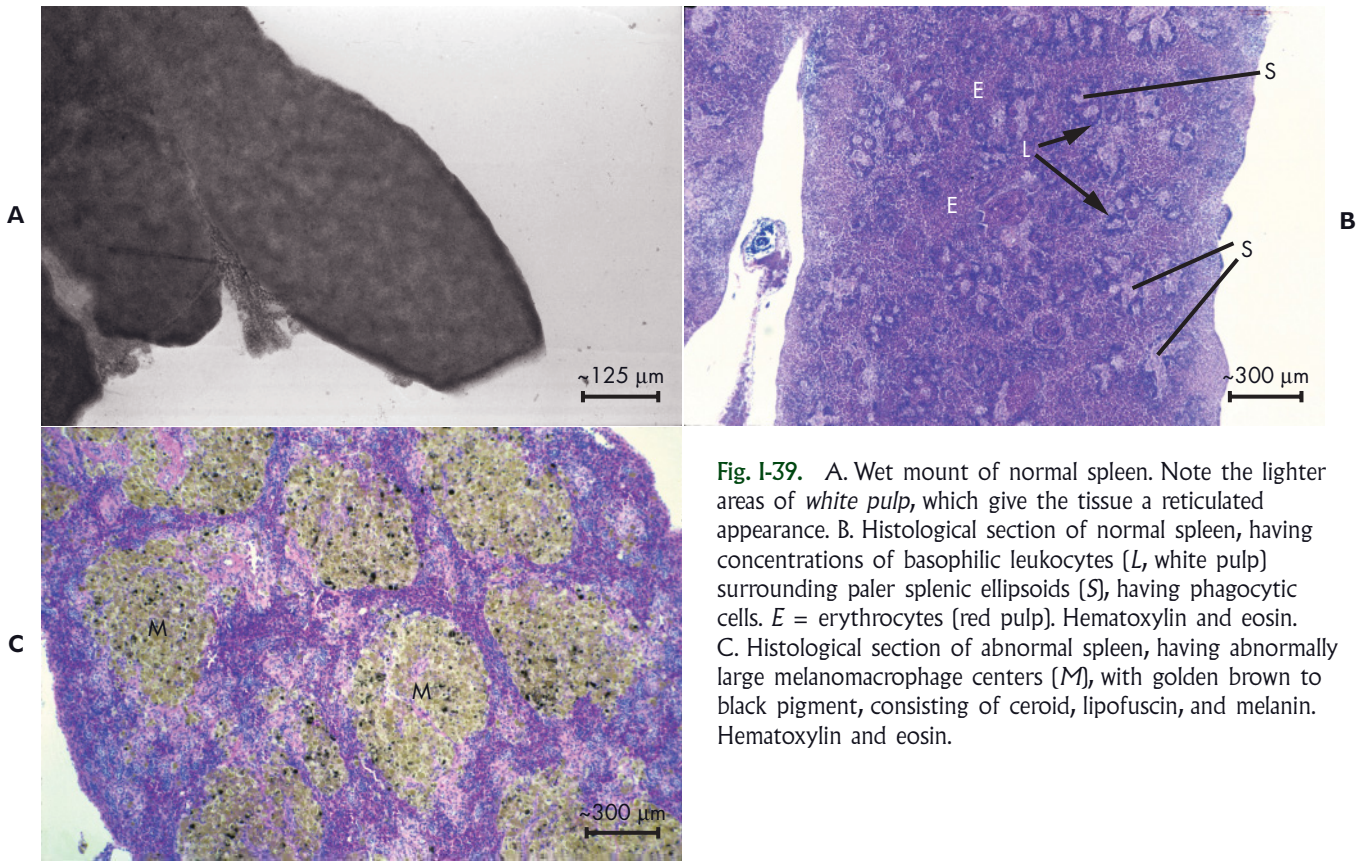 A
~125 µm
E
S
L
E
S
~300 µm
B
M
M
C
~300 µm
Fig. I-39. A. Wet mount of normal spleen. Note the lighter
areas of white pulp, which give the tissue a reticulated
appearance. B. Histological section of normal spleen, having
concentrations of basophilic leukocytes (L, white pulp)
surrounding paler splenic ellipsoids (S), having phagocytic
cells. E = erythrocytes (red pulp). Hematoxylin and eosin.
C. Histological section of abnormal spleen, having abnormally
large melanomacrophage centers (M), with golden brown to
black pigment, consisting of ceroid, lipofuscin, and melanin.
Hematoxylin and eosin.